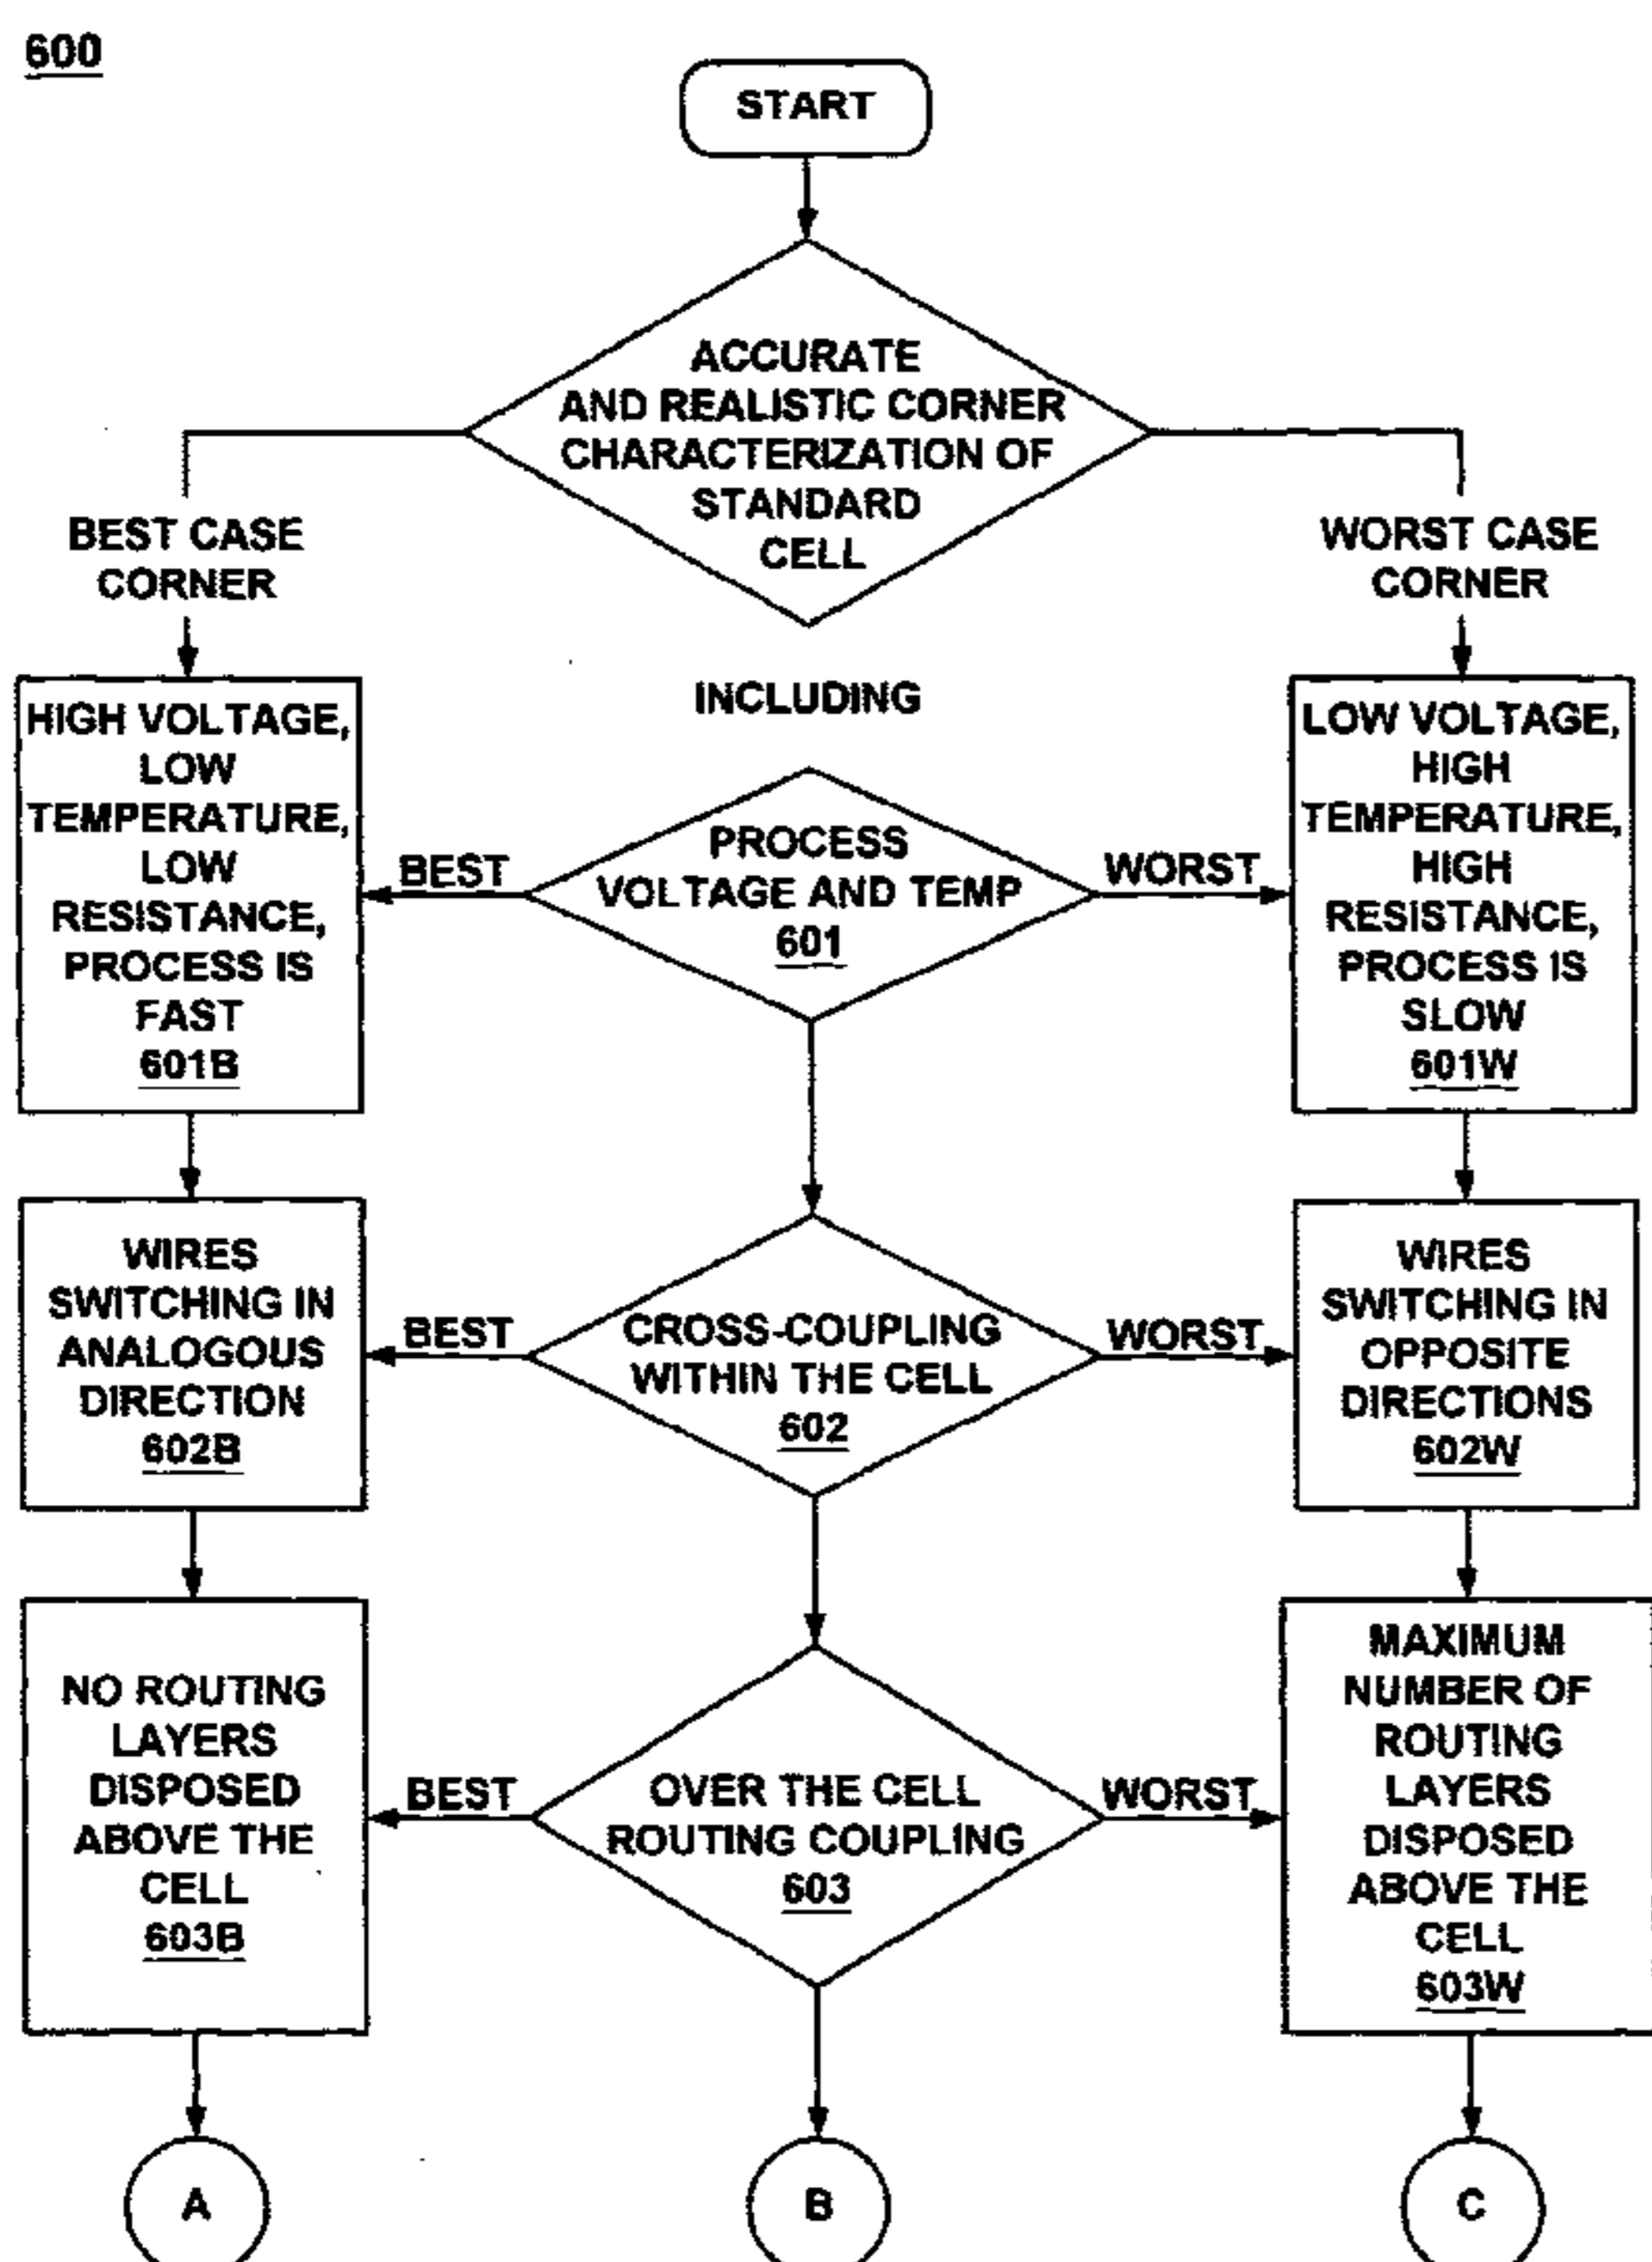 600
START
ACCURATE
AND REALISTIC CORNER
CHARACTERIZATION OF
STANDARD
CELL
BEST CASE
CORNER
WORST CASE
CORNER
INCLUDING
HIGH VOLTAGE,
LOW
TEMPERATURE,
LOW
RESISTANCE,
PROCESS IS
FAST
601B
BEST
PROCESS
VOLTAGE AND TEMP
601
WORST
LOW VOLTAGE,
HIGH
TEMPERATURE,
HIGH
RESISTANCE,
PROCESS IS
SLOW
601W
WIRES
SWITCHING IN
ANALOGOUS
DIRECTION
602B
BEST
CROSS-COUPLING
WITHIN THE CELL
602
WORST
WIRES
SWITCHING IN
OPPOSITE
DIRECTIONS
602W
NO ROUTING
LAYERS
DISPOSED
ABOVE THE
CELL
603B
BEST
OVER THE CELL
ROUTING COUPLING
603
WORST
MAXIMUM
NUMBER OF
ROUTING
LAYERS
DISPOSED
ABOVE THE
CELL
603W
A
B
C